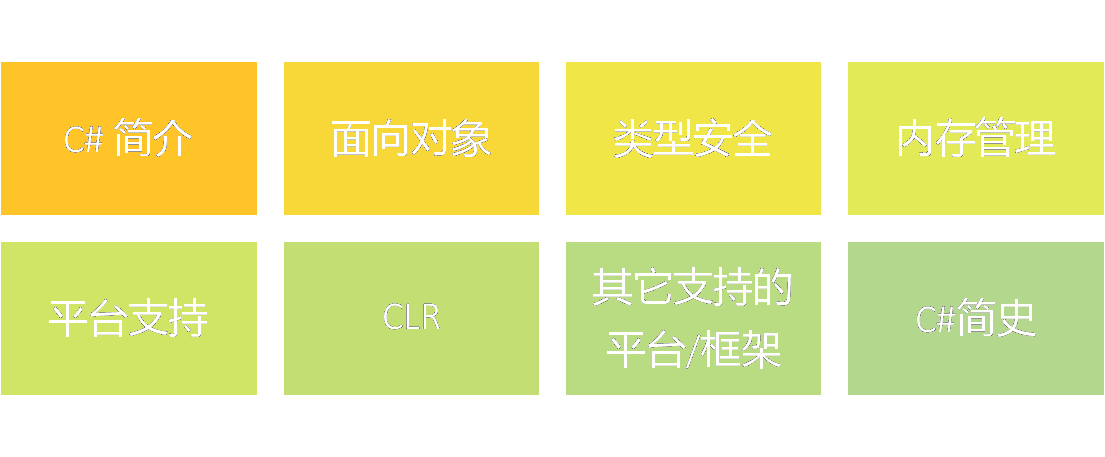 C# 简介
面向对象
类型安全
内存管理
平台支持
CLR
其它支持的
平台/框架
C#简史